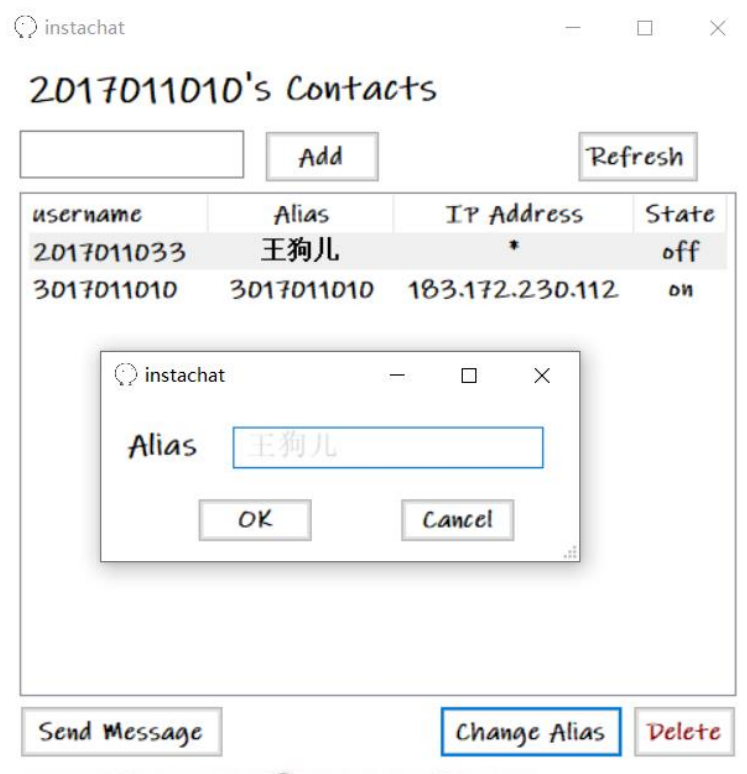 instachat
2017011010's Contacts
Add Refresh
username Alias IP Address State
2017011033 王狗儿 * off
3017011010 3017011010 183.172.230.112 on
instachat
Alias 王狗儿
OK Cancel
Send Message Change Alias Delete